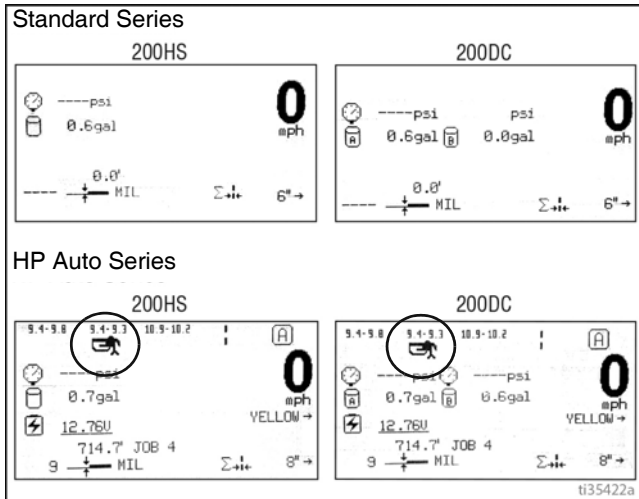 Standard Series
200HS
----psi
0.6gal
0
mph
0.0'
---- MIL
Σ
6"→
200DC
----psi psi
A 0.6gal B 0.0gal
0
mph
0.0'
---- MIL
Σ
6"→
HP Auto Series
200HS
9.4-9.8 9.4-9.3 10.9-10.2
A
----psi
0.7gal
0
mph
YELLOW→
12.76V
714.7' JOB 4
9 MIL
Σ
8"→
200DC
9.4-9.8 9.4-9.3 10.9-10.2
A
----psi ----psi
A 0.7gal B 0.6gal
0
mph
YELLOW→
12.76V
714.7' JOB 4
9 MIL
Σ
8"→
ti35422a